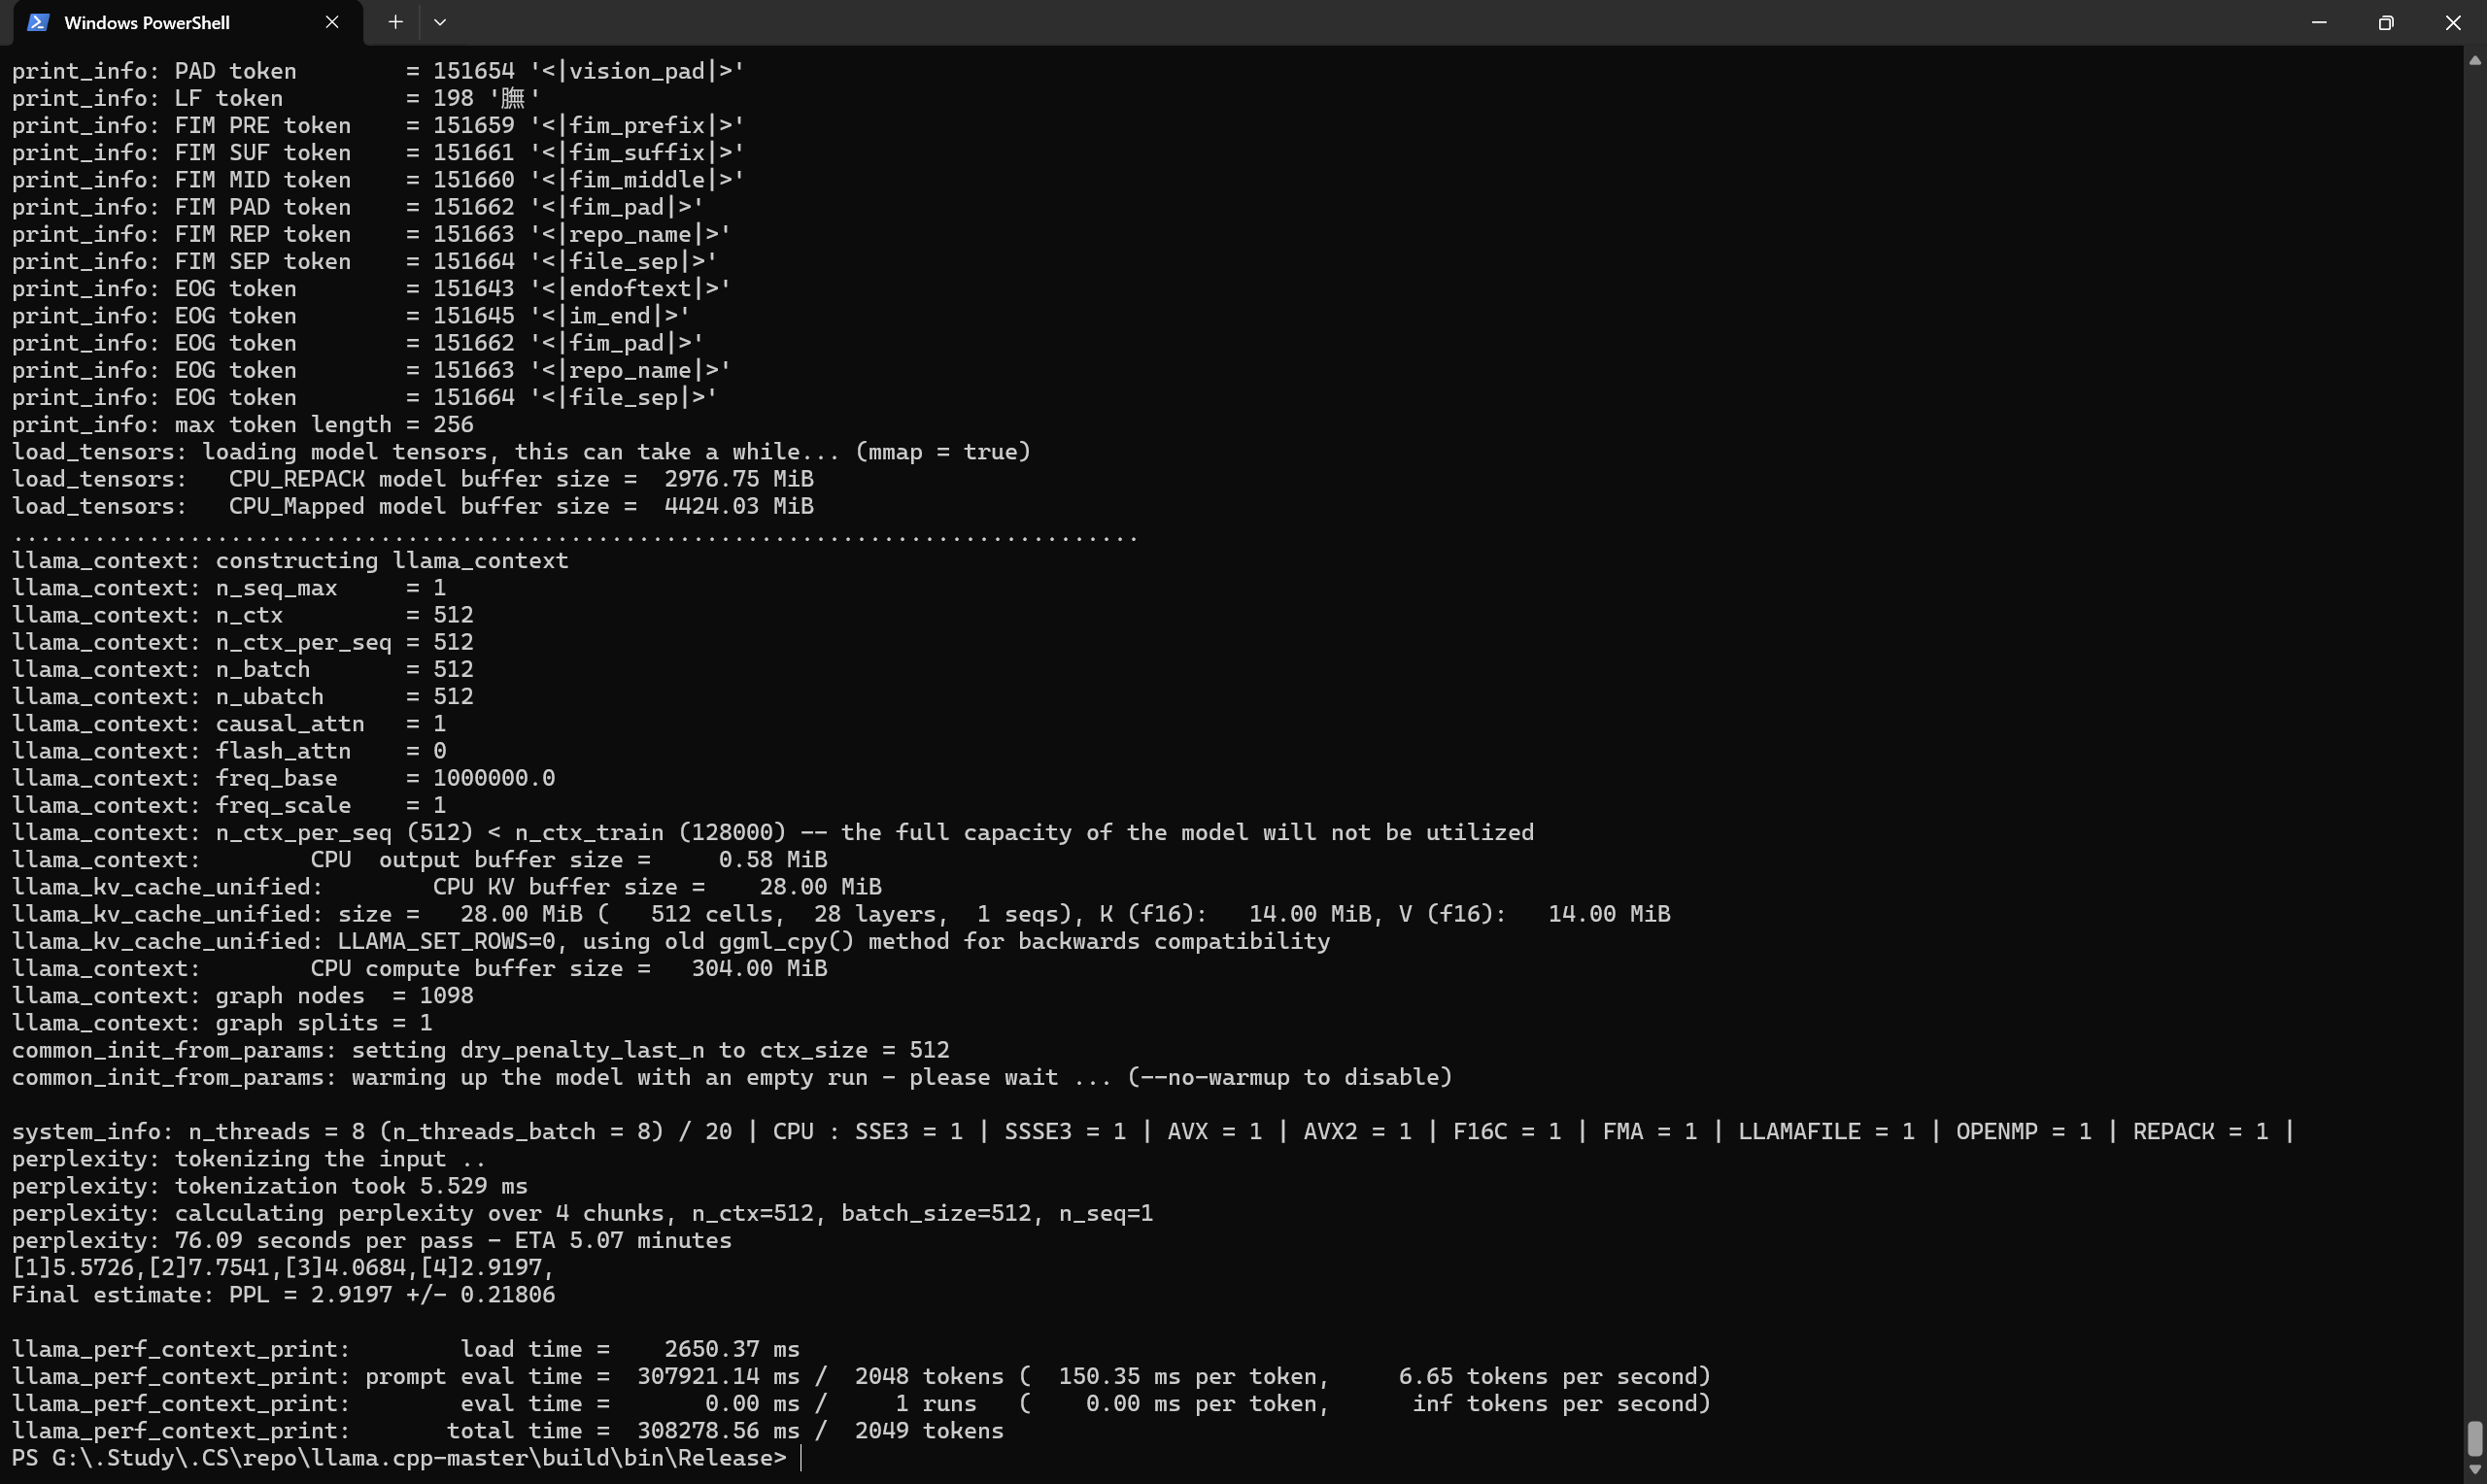 Windows PowerShell
print_info: PAD token        = 151654 '<|vision_pad|>'
print_info: LF token         = 198 '膴'
print_info: FIM PRE token    = 151659 '<|fim_prefix|>'
print_info: FIM SUF token    = 151661 '<|fim_suffix|>'
print_info: FIM MID token    = 151660 '<|fim_middle|>'
print_info: FIM PAD token    = 151662 '<|fim_pad|>'
print_info: FIM REP token    = 151663 '<|repo_name|>'
print_info: FIM SEP token    = 151664 '<|file_sep|>'
print_info: EOG token        = 151643 '<|endoftext|>'
print_info: EOG token        = 151645 '<|im_end|>'
print_info: EOG token        = 151662 '<|fim_pad|>'
print_info: EOG token        = 151663 '<|repo_name|>'
print_info: EOG token        = 151664 '<|file_sep|>'
print_info: max token length = 256
load_tensors: loading model tensors, this can take a while... (mmap = true)
load_tensors:   CPU_REPACK model buffer size =  2976.75 MiB
load_tensors:   CPU_Mapped model buffer size =  4424.03 MiB
...................................................................................
llama_context: constructing llama_context
llama_context: n_seq_max     = 1
llama_context: n_ctx         = 512
llama_context: n_ctx_per_seq = 512
llama_context: n_batch       = 512
llama_context: n_ubatch      = 512
llama_context: causal_attn   = 1
llama_context: flash_attn    = 0
llama_context: freq_base     = 1000000.0
llama_context: freq_scale    = 1
llama_context: n_ctx_per_seq (512) < n_ctx_train (128000) -- the full capacity of the model will not be utilized
llama_context:        CPU  output buffer size =     0.58 MiB
llama_kv_cache_unified:        CPU KV buffer size =    28.00 MiB
llama_kv_cache_unified: size =   28.00 MiB (   512 cells,  28 layers,  1 seqs), K (f16):   14.00 MiB, V (f16):   14.00 MiB
llama_kv_cache_unified: LLAMA_SET_ROWS=0, using old ggml_cpy() method for backwards compatibility
llama_context:        CPU compute buffer size =   304.00 MiB
llama_context: graph nodes  = 1098
llama_context: graph splits = 1
common_init_from_params: setting dry_penalty_last_n to ctx_size = 512
common_init_from_params: warming up the model with an empty run - please wait ... (--no-warmup to disable)
system_info: n_threads = 8 (n_threads_batch = 8) / 20 | CPU : SSE3 = 1 | SSSE3 = 1 | AVX = 1 | AVX2 = 1 | F16C = 1 | FMA = 1 | LLAMAFILE = 1 | OPENMP = 1 | REPACK = 1 |
perplexity: tokenizing the input ..
perplexity: tokenization took 5.529 ms
perplexity: calculating perplexity over 4 chunks, n_ctx=512, batch_size=512, n_seq=1
perplexity: 76.09 seconds per pass - ETA 5.07 minutes
[1]5.5726,[2]7.7541,[3]4.0684,[4]2.9197,
Final estimate: PPL = 2.9197 +/- 0.21806
llama_perf_context_print:        load time =    2650.37 ms
llama_perf_context_print: prompt eval time =  307921.14 ms /  2048 tokens (  150.35 ms per token,     6.65 tokens per second)
llama_perf_context_print:        eval time =       0.00 ms /     1 runs   (    0.00 ms per token,      inf tokens per second)
llama_perf_context_print:       total time =  308278.56 ms /  2049 tokens
PS G:\.Study\.CS\repo\llama.cpp-master\build\bin\Release>